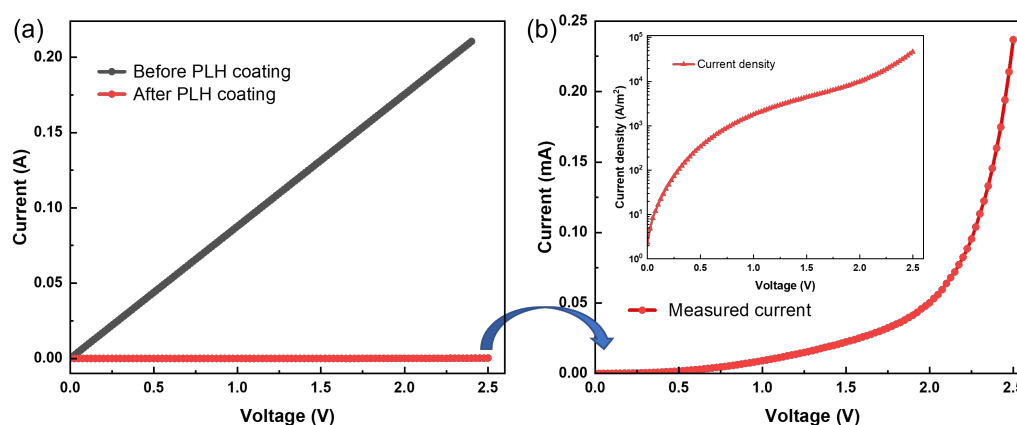 (a)
0.20
0.15
0.10
0.05
0.00
Current (A)
Before PLH coating
After PLH coating
0.0 0.5 1.0 1.5 2.0 2.5
Voltage (V)
(b)
0.25
0.20
0.15
0.10
0.05
0.00
Current (mA)
Measured current
0.0 0.5 1.0 1.5 2.0 2.5
Voltage (V)
10⁵
10⁴
10³
10²
10¹
10⁰
Current density (A/m²)
Current density
0.0 0.5 1.0 1.5 2.0 2.5
Voltage (V)